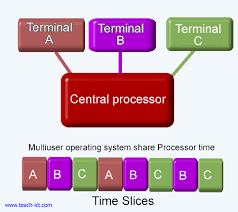 Terminal
A
Terminal
B
Terminal
C
Central processor
Multiuser operating system share Processor time
A B C A B C B C
www.teach-ict.com
Time Slices